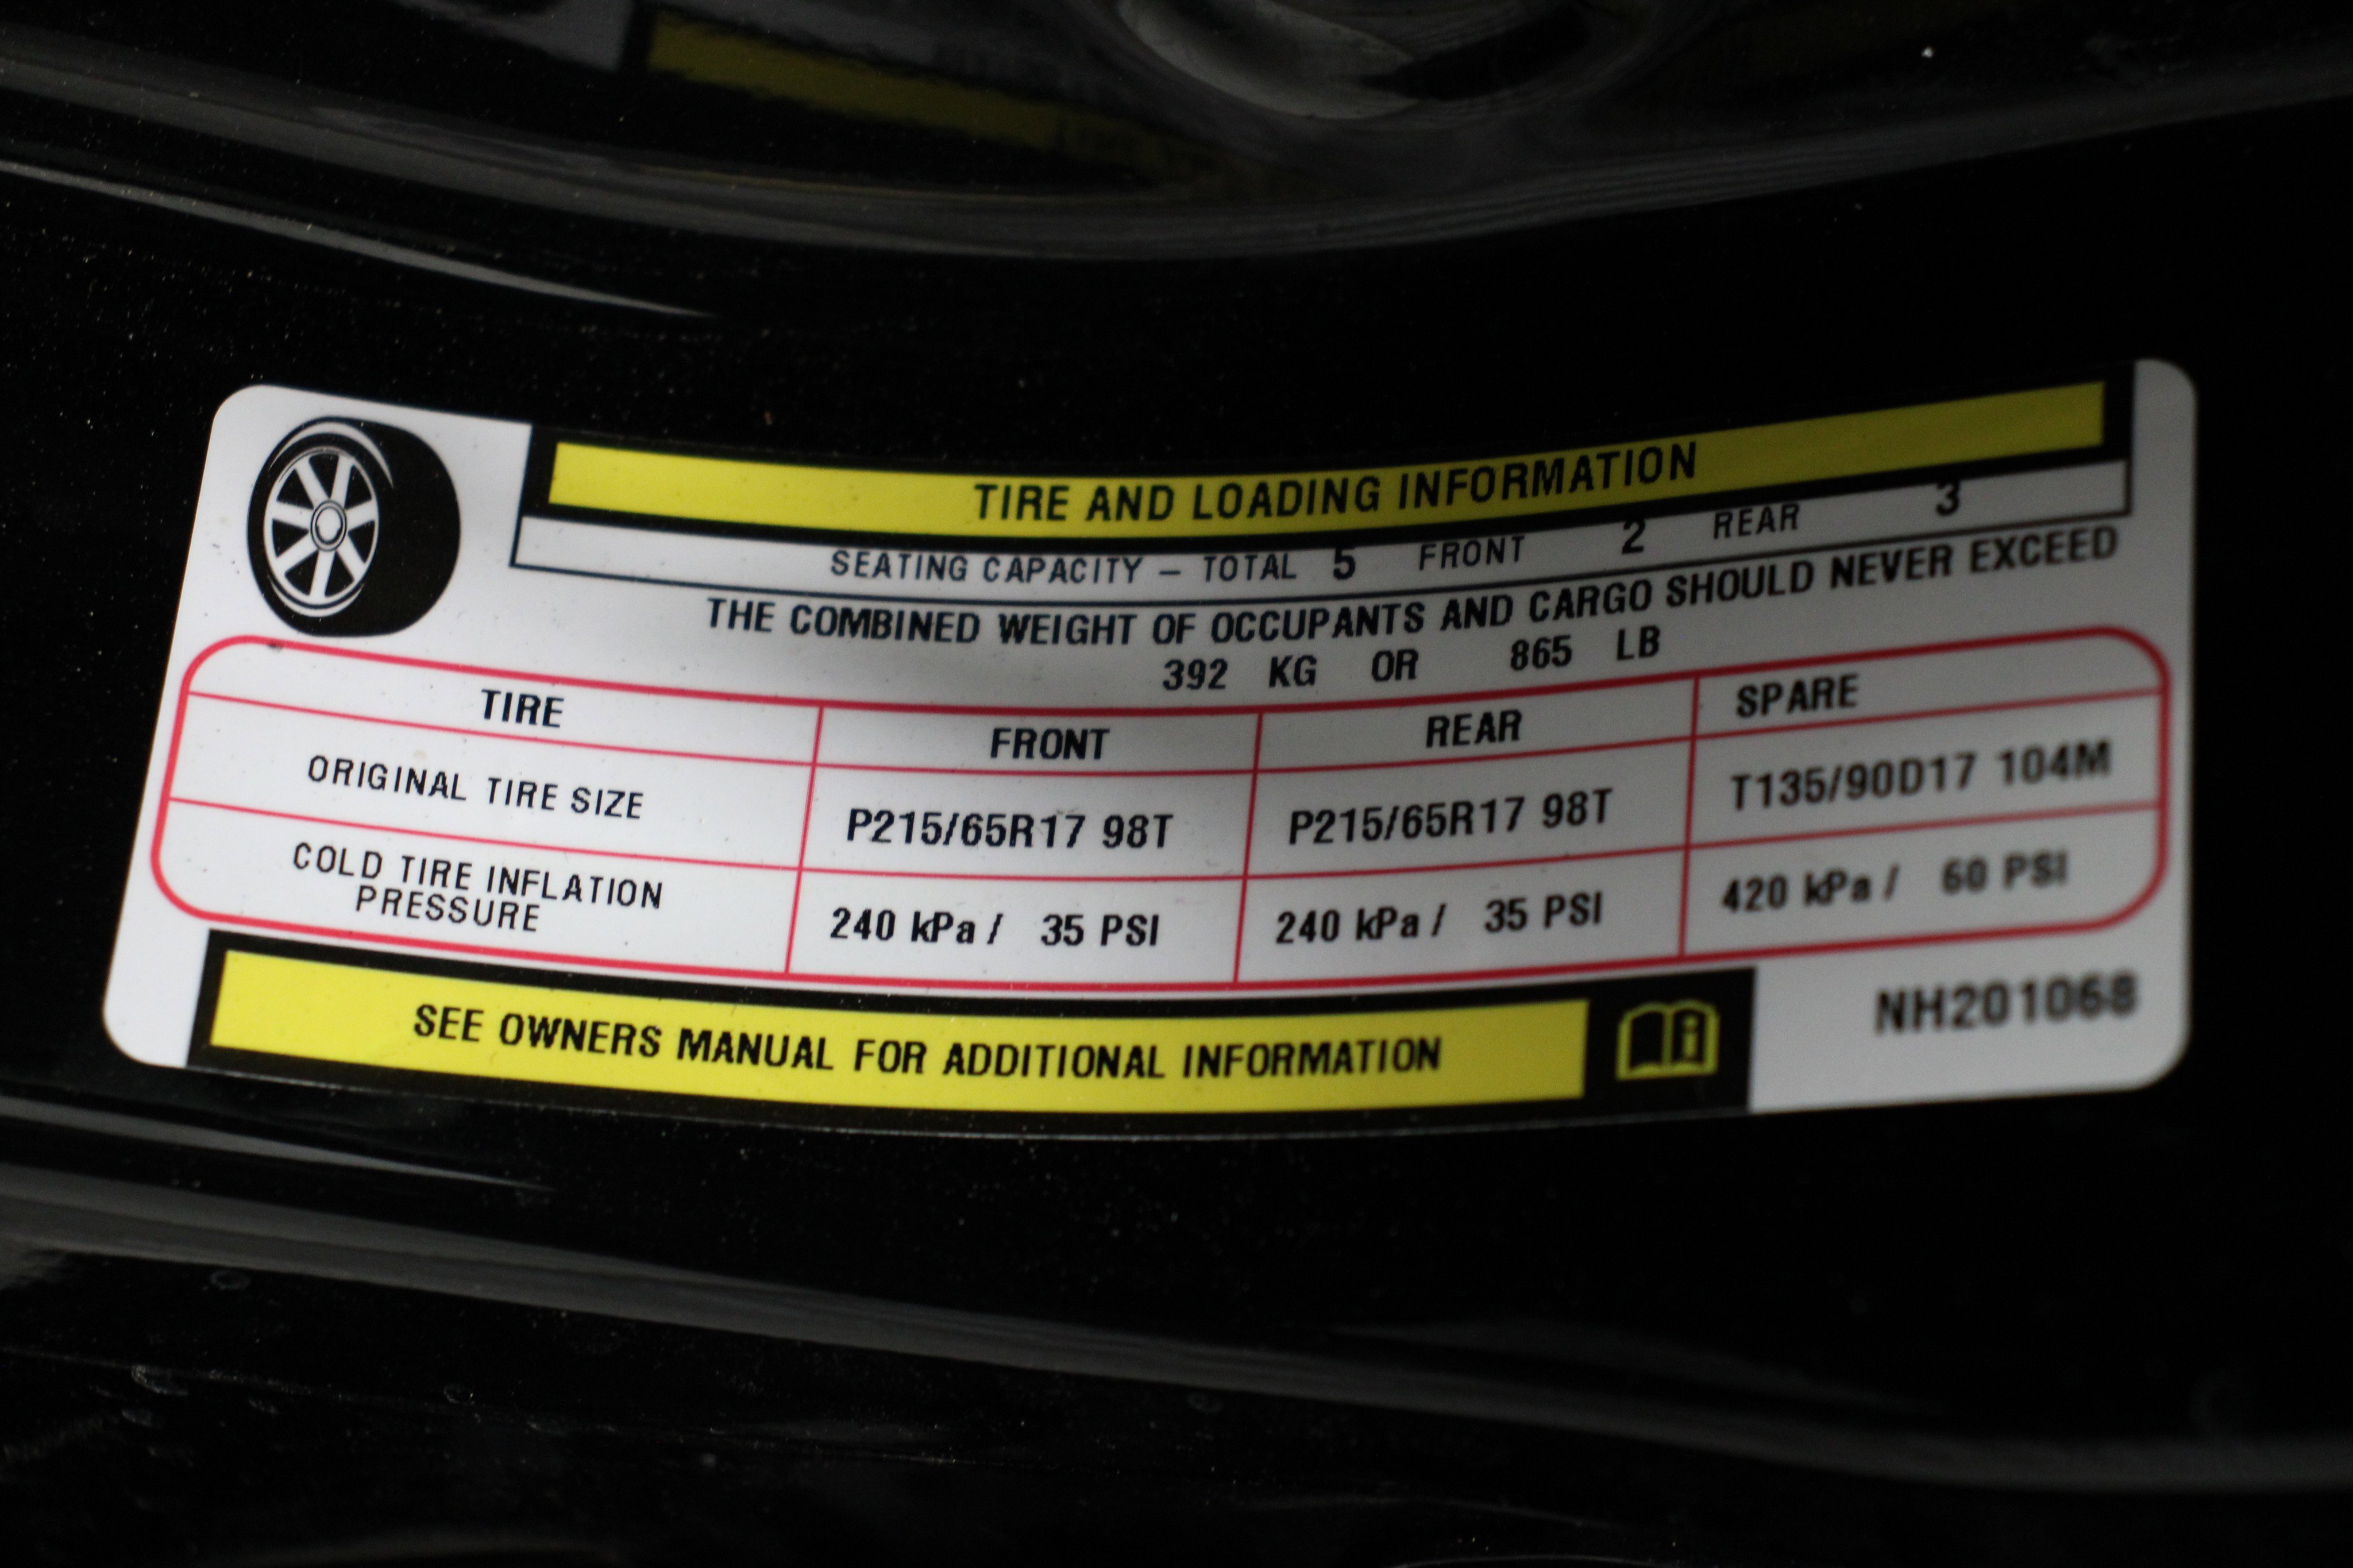 TIRE AND LOADING INFORMATION
SEATING CAPACITY – TOTAL 5 FRONT 2 REAR 3
THE COMBINED WEIGHT OF OCCUPANTS AND CARGO SHOULD NEVER EXCEED
392 KG OR 865 LB
TIRE FRONT REAR SPARE
ORIGINAL TIRE SIZE P215/65R17 98T P215/65R17 98T T135/90D17 104M
COLD TIRE INFLATION
PRESSURE 240 kPa / 35 PSI 240 kPa / 35 PSI 420 kPa / 60 PSI
SEE OWNERS MANUAL FOR ADDITIONAL INFORMATION
NH201068